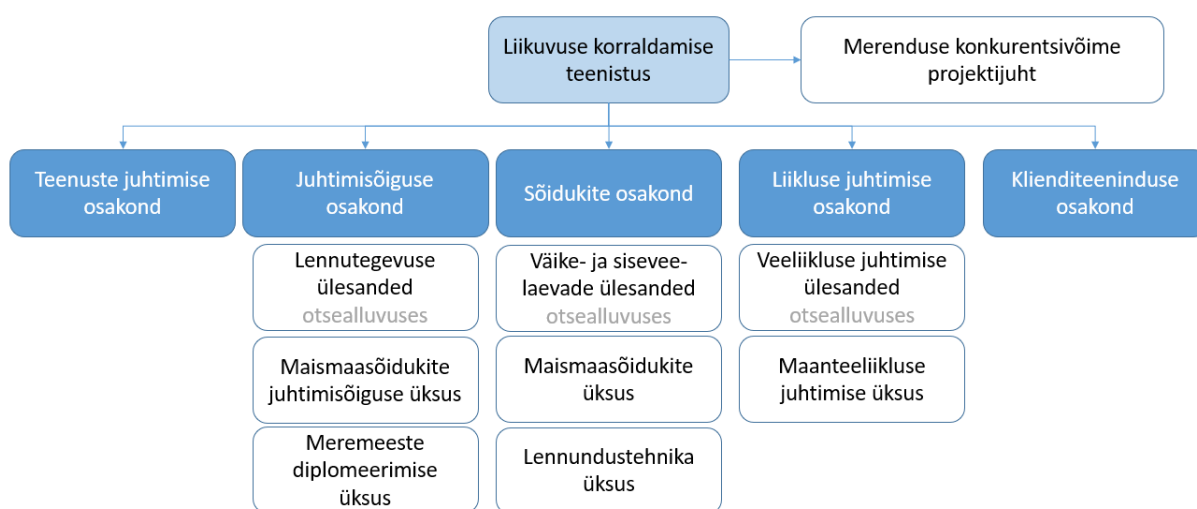 Liikuvuse korraldamise
teenistus
Merenduse konkurentsivõime
projektijuht
Teenuste juhtimise
osakond
Juhtimisõiguse
osakond
Sõidukite osakond
Liikluse juhtimise
osakond
Klienditeeninduse
osakond
Lennutegevuse
ülesanded
otsealluvuses
Väike- ja sisevee-
laevade ülesanded
otsealluvuses
Veeliikluse juhtimise
ülesanded
otsealluvuses
Maismaasõidukite
juhtimisõiguse üksus
Maismaasõidukite
üksus
Maanteeliikluse
juhtimise üksus
Meremeeste
diplomeerimise
üksus
Lennundustehnika
üksus